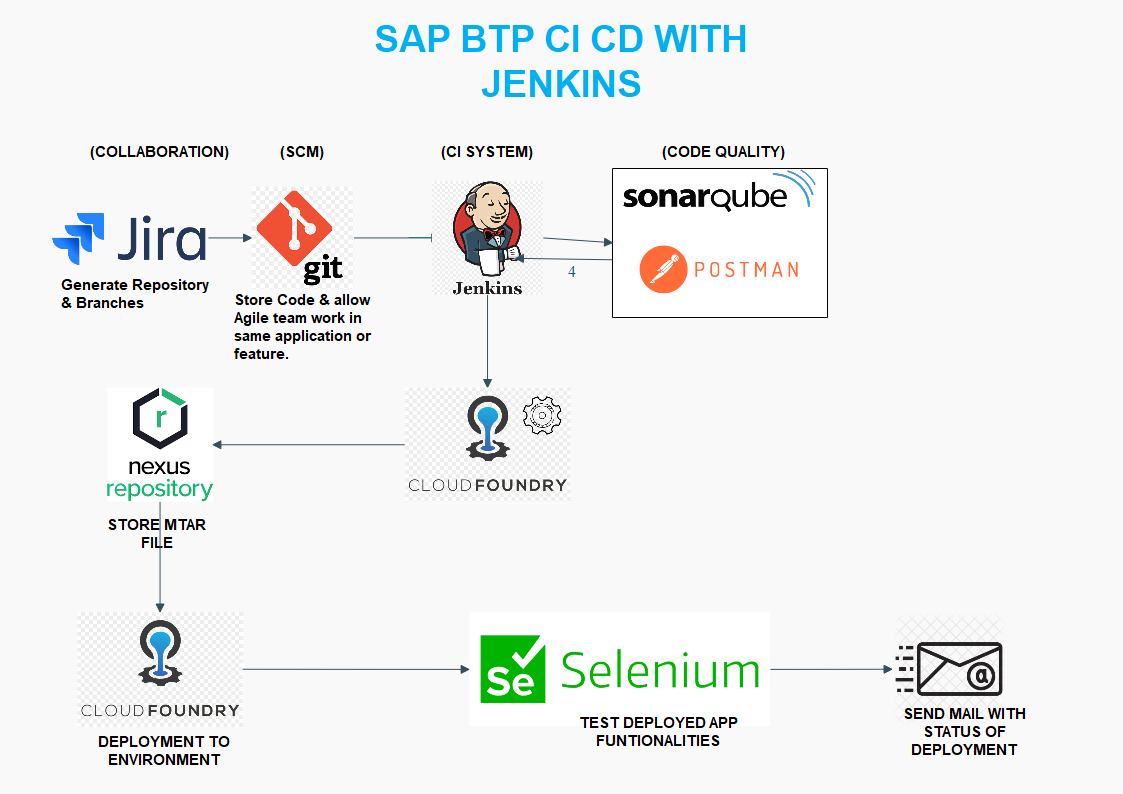 SAP BTP CI CD WITH
JENKINS
(COLLABORATION)
(SCM)
(CI SYSTEM)
(CODE QUALITY)
sonarqube
Jira
git
Jenkins
4
POSTMAN
Generate Repository
& Branches
Store Code & allow
Agile team work in
same application or
feature.
r
nexus
repository
CLOUDFOUNDRY
STORE MTAR
FILE
CLOUDFOUNDRY
DEPLOYMENT TO
ENVIRONMENT
Se
Selenium
TEST DEPLOYED APP
FUNTIONALITIES
@
SEND MAIL WITH
STATUS OF
DEPLOYMENT